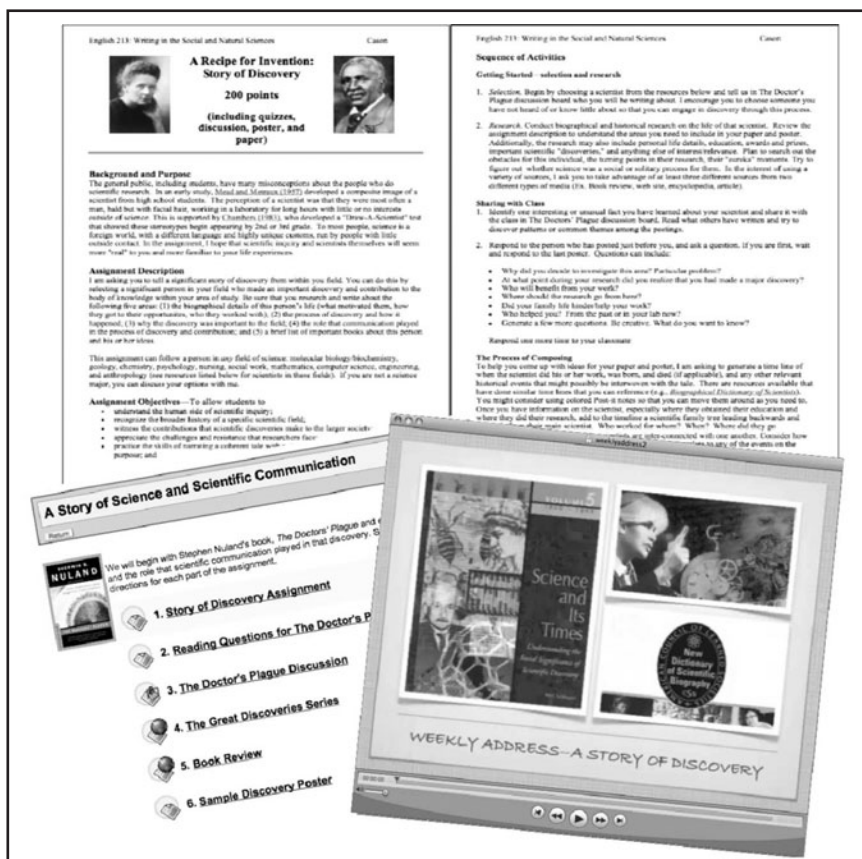 English 213: Writing in the Social and Natural Sciences Cason
A Recipe for Invention:
Story of Discovery
200 points
(including quizzes,
discussion, poster, and
paper)
Background and Purpose
The general public, including students, have many misconceptions about the people who do
scientific research. In an early study, Mead and Metraux (1957) developed a composite image of a
scientist from high school students. The perception of a scientist was that they were most often a
man, bald but with facial hair, working in a laboratory for long hours with little or no interests
outside of science. This is supported by Chambers (1983), who developed a "Draw-A-Scientist" test
that showed these stereotypes begin appearing by 2nd or 3rd grade. To most people, science is a
foreign world, with a different language and highly unique customs, run by people with little
outside contact. In the assignment, I hope that scientific inquiry and scientists themselves will seem
more "real" to you and more familiar to your life experiences.
Assignment Description
I am asking you to tell a significant story of discovery from within you field. You can do this by
selecting a significant person in your field who made an important discovery and contribution to the
body of knowledge within your area of study. Be sure that you research and write about the
following five areas: (1) the biographical details of this person's life (what motivated them, how
they got to their opportunities, who they worked with), (2) the process of discovery and how it
happened; (3) why the discovery was important to the field; (4) the role that communication played
in the process of discovery and contribution; and (5) a brief list of important books about this person
and his or her ideas.
This assignment can follow a person in any field of science: molecular biology/biochemistry,
geology, chemistry, psychology, nursing, social work, mathematics, computer science, engineering,
and anthropology (see resources listed below for scientists in these fields). If you are not a science
major, you can discuss your options with me.
Assignment Objectives—To allow students to
• understand the human side of scientific inquiry;
• recognize the broader history of a specific scientific field;
• witness the contributions that scientific discoveries make to the larger society
• appreciate the challenges and resistance that researchers face
• practice the skills of narrating a coherent tale with
purpose; and
English 213: Writing in the Social and Natural Sciences Cason
Sequence of Activities
Getting Started – selection and research
1. Selection. Begin by choosing a scientist from the resources below and tell us in The Doctor's
Plague discussion board who you will be writing about. I encourage you to choose someone you
have not heard of or know little about so that you can engage in discovery through this process.
2. Research. Conduct biographical and historical research on the life of that scientist. Review the
assignment description to understand the areas you need to include in your paper and poster.
Additionally, the research may also include personal life details, education, awards and prizes,
important scientific "discoveries," and anything else of interest/relevance. Plan to search out the
obstacles for this individual, the turning points in their research, their "eureka" moments. Try to
figure out whether science was a social or solitary process for them. In the interest of using a
variety of sources, I ask you to take advantage of at least three different sources from two
different types of media (Ex. Book review, web site, encyclopedia, article).
Sharing with Class
1. Identify one interesting or unusual fact you have learned about your scientist and share it with
the class in The Doctors' Plague discussion board. Read what others have written and try to
discover patterns or common themes among the postings.
2. Respond to the person who has posted just before you, and ask a question. If you are first, wait
and respond to the last poster. Questions can include:
• Why did you decide to investigate this area? Particular problem?
• At what point during your research did you realize that you had made a major discovery?
• Who will benefit from your work?
• Where should the research go from here?
• Did your family life hinder/help your work?
• Who helped you? From the past or in your lab now?
• Generate a few more questions. Be creative. What do you want to know?
Respond one more time to your classmate
The Process of Composing
To help you come up with ideas for your paper and poster, I am asking to generate a time line of
when the scientist did his or her work, was born, and died (if applicable), and any other relevant
historical events that might possibly be interwoven with the tale. There are resources available that
have done similar time lines that you can reference (e.g., Biographical Dictionary of Scientists).
You might consider using colored Post-it notes so that you can move them around as you need to.
Once you have information on the scientist, especially where they obtained their education and
where they did their research, add to the timeline a scientific family tree leading backwards and
their main scientist. Who worked for whom? When? Where did they go
scientists are inter-connected with one another. Consider how
to any of the events on the
A Story of Science and Scientific Communication
Return
SHERWIN B.
NULAND
We will begin with Stephen Nuland's book, The Doctors' Plague and
and the role that scientific communication played in that discovery. S
directions for each part of the assignment.
1. Story of Discovery Assignment
2. Reading Questions for The Doctor's P
3. The Doctor's Plague Discussion
4. The Great Discoveries Series
5. Book Review
6. Sample Discovery Poster
VOLUME 5
Science
and
Its
Times
Understanding the
Social Significance of
Scientific Discovery
New
Dictionary
of Scientific
Biography
WEEKLY ADDRESS—A STORY OF DISCOVERY